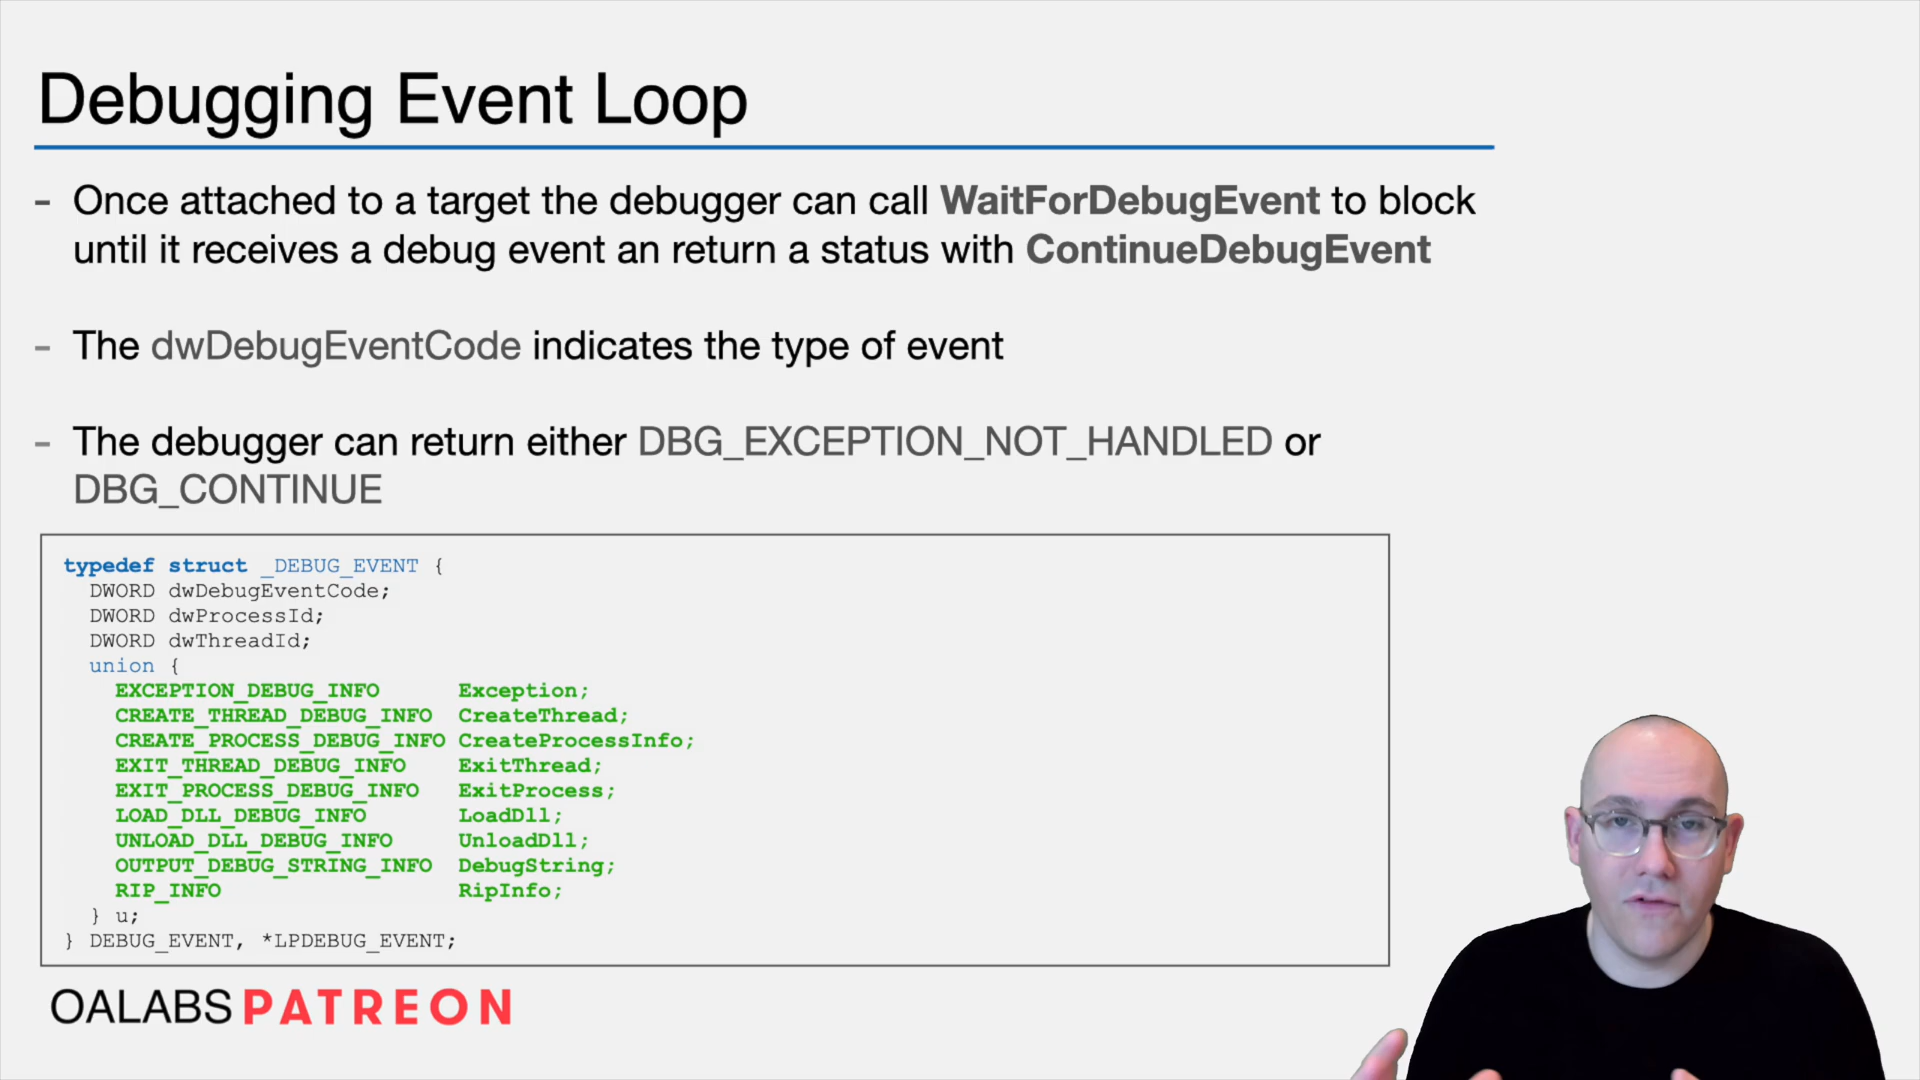 Debugging Event Loop
- Once attached to a target the debugger can call WaitForDebugEvent to block
until it receives a debug event an return a status with ContinueDebugEvent
- The dwDebugEventCode indicates the type of event
- The debugger can return either DBG_EXCEPTION_NOT_HANDLED or
DBG_CONTINUE
typedef struct _DEBUG_EVENT {
DWORD dwDebugEventCode;
DWORD dwProcessId;
DWORD dwThreadId;
union {
EXCEPTION_DEBUG_INFO Exception;
CREATE_THREAD_DEBUG_INFO CreateThread;
CREATE_PROCESS_DEBUG_INFO CreateProcessInfo;
EXIT_THREAD_DEBUG_INFO ExitThread;
EXIT_PROCESS_DEBUG_INFO ExitProcess;
LOAD_DLL_DEBUG_INFO LoadDll;
UNLOAD_DLL_DEBUG_INFO UnloadDll;
OUTPUT_DEBUG_STRING_INFO DebugString;
RIP_INFO RipInfo;
} u;
} DEBUG_EVENT, *LPDEBUG_EVENT;
OALABS PATREON